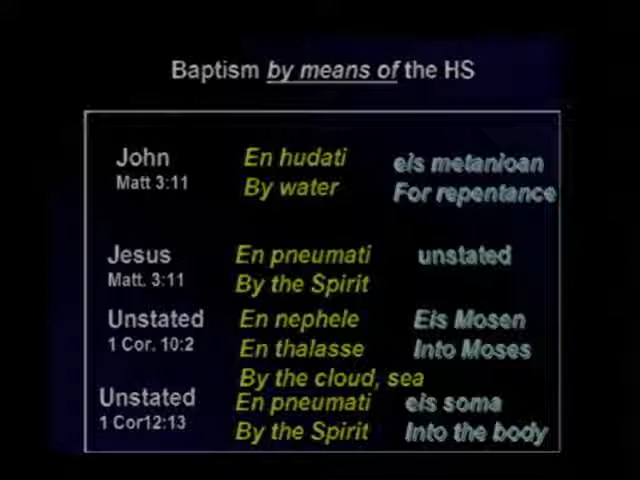 Baptism by means of the HS
John En hudati eis metanioan
Matt 3:11 By water For repentance
Jesus En pneumati unstated
Matt. 3:11 By the Spirit
Unstated En nephele Eis Mosen
1 Cor. 10:2 En thalasse Into Moses
By the cloud, sea
Unstated En pneumati eis soma
1 Cor12:13 By the Spirit Into the body